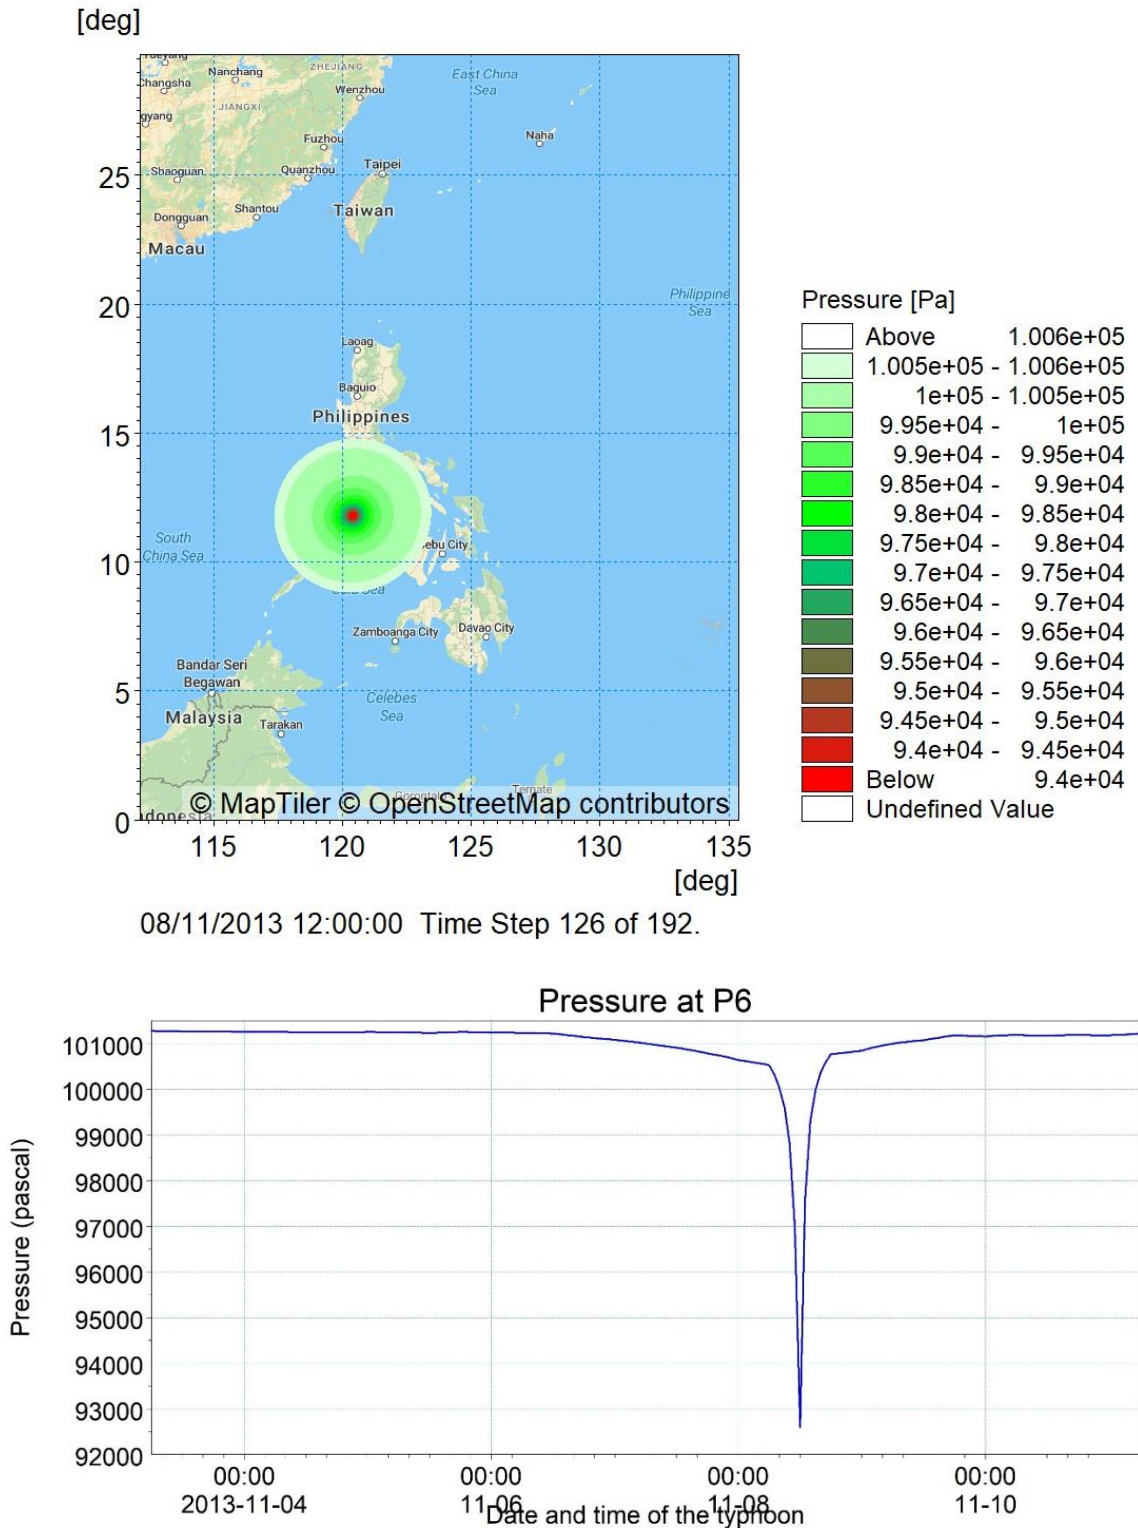 [deg]
Yueyang
Nanchang
ZHEJIANG
Changsha
Wenzhou
JIANGXI
gyang
East China
Sea
Fuzhou
Naha
Shaoguan
Quanzhou
Taipei
25
Dongguan
Shantou
Taiwan
Macau
20
Philippine
Sea
Laoag
Baguio
Philippines
15
South
China Sea
ebu City
10
Sulu Sea
Zamboanga City
Davao City
Bandar Seri
Begawan
5
Malaysia
Celebes
Sea
Tarakan
Gorontalo
Ternate
© MapTiler © OpenStreetMap contributors
ndonesia
0
115 120 125 130 135
[deg]
08/11/2013 12:00:00 Time Step 126 of 192.
Pressure [Pa]
Above 1.006e+05
1.005e+05 - 1.006e+05
1e+05 - 1.005e+05
9.95e+04 - 1e+05
9.9e+04 - 9.95e+04
9.85e+04 - 9.9e+04
9.8e+04 - 9.85e+04
9.75e+04 - 9.8e+04
9.7e+04 - 9.75e+04
9.65e+04 - 9.7e+04
9.6e+04 - 9.65e+04
9.55e+04 - 9.6e+04
9.5e+04 - 9.55e+04
9.45e+04 - 9.5e+04
9.4e+04 - 9.45e+04
Below 9.4e+04
Undefined Value
Pressure at P6
Pressure (pascal)
101000
100000
99000
98000
97000
96000
95000
94000
93000
92000
00:00 00:00 00:00 00:00
2013-11-04 11-06 11-08 11-10
Date and time of the typhoon